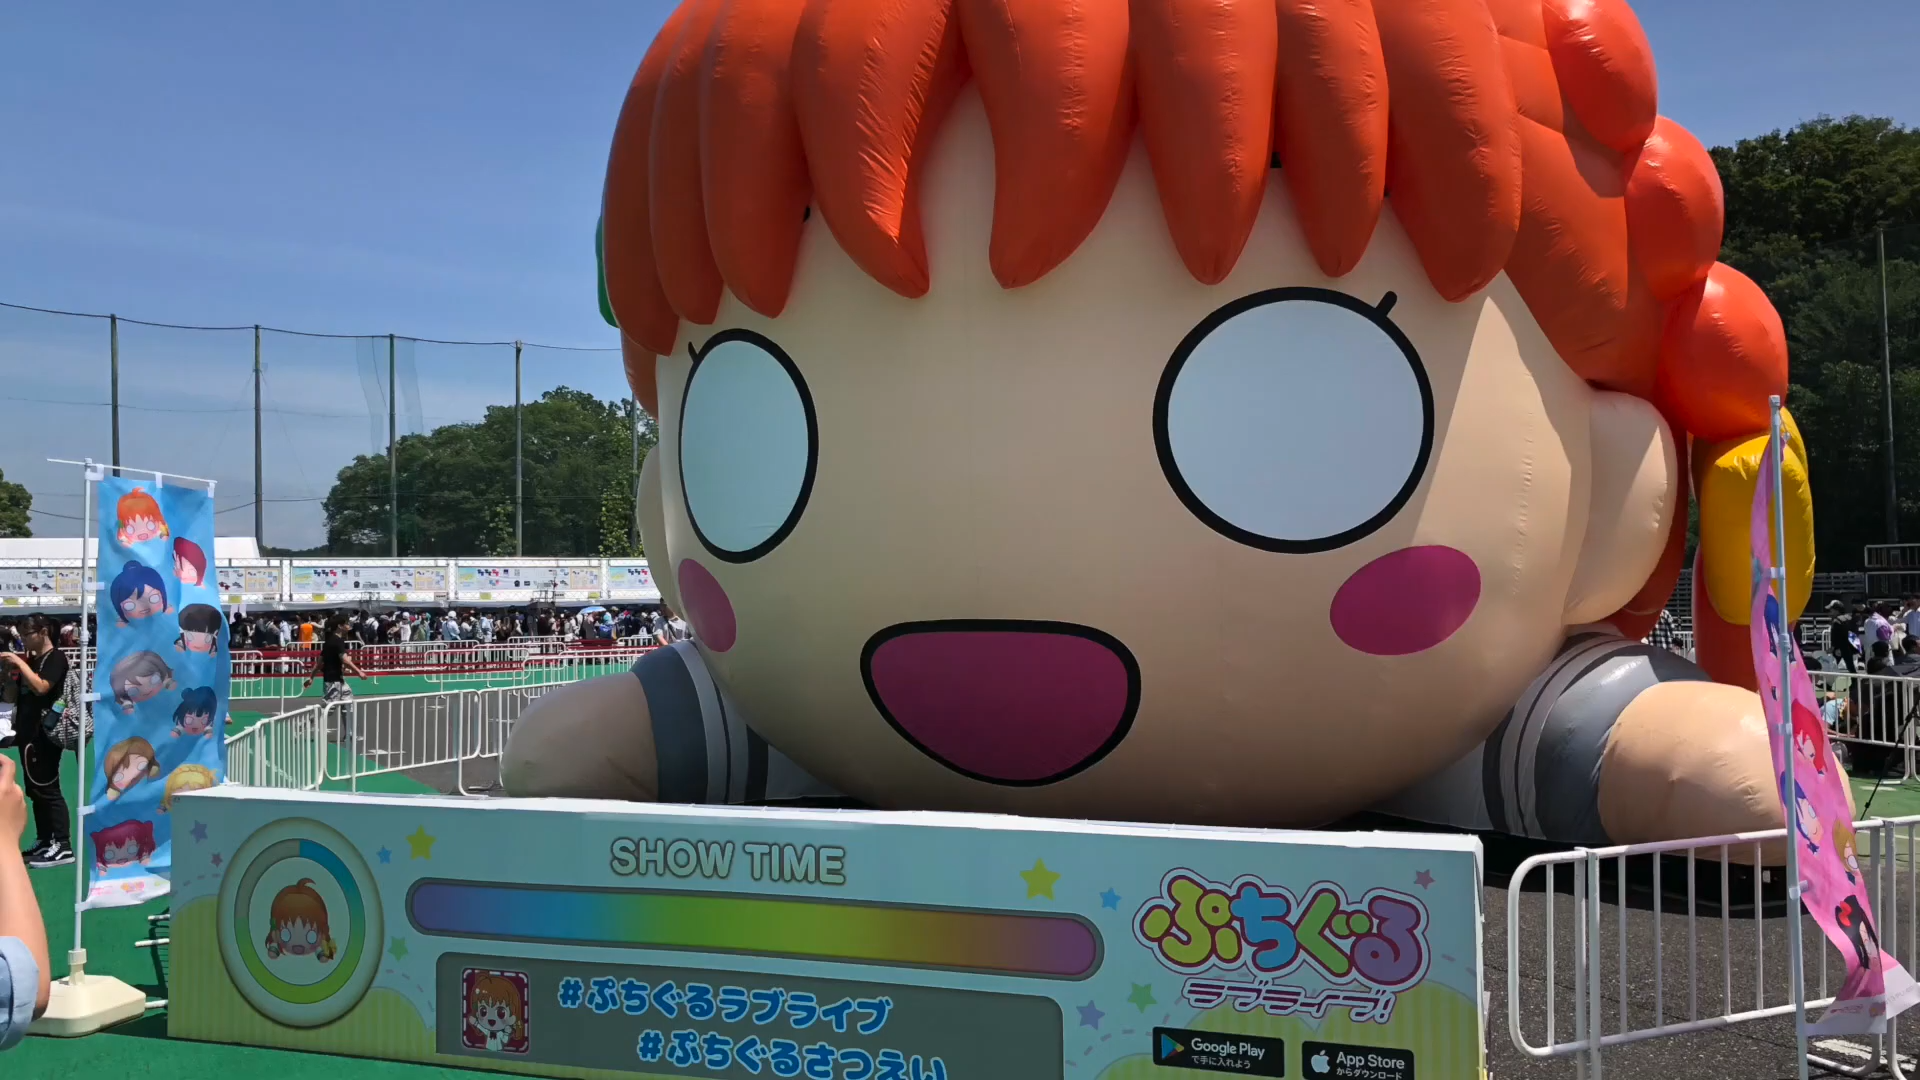 SHOW TIME
#ぷちぐるラブライブ
#ぷちぐるさつえい
ぷちぐる
ラブライブ!
Google Play
で手に入れよう
App Store
からダウンロード